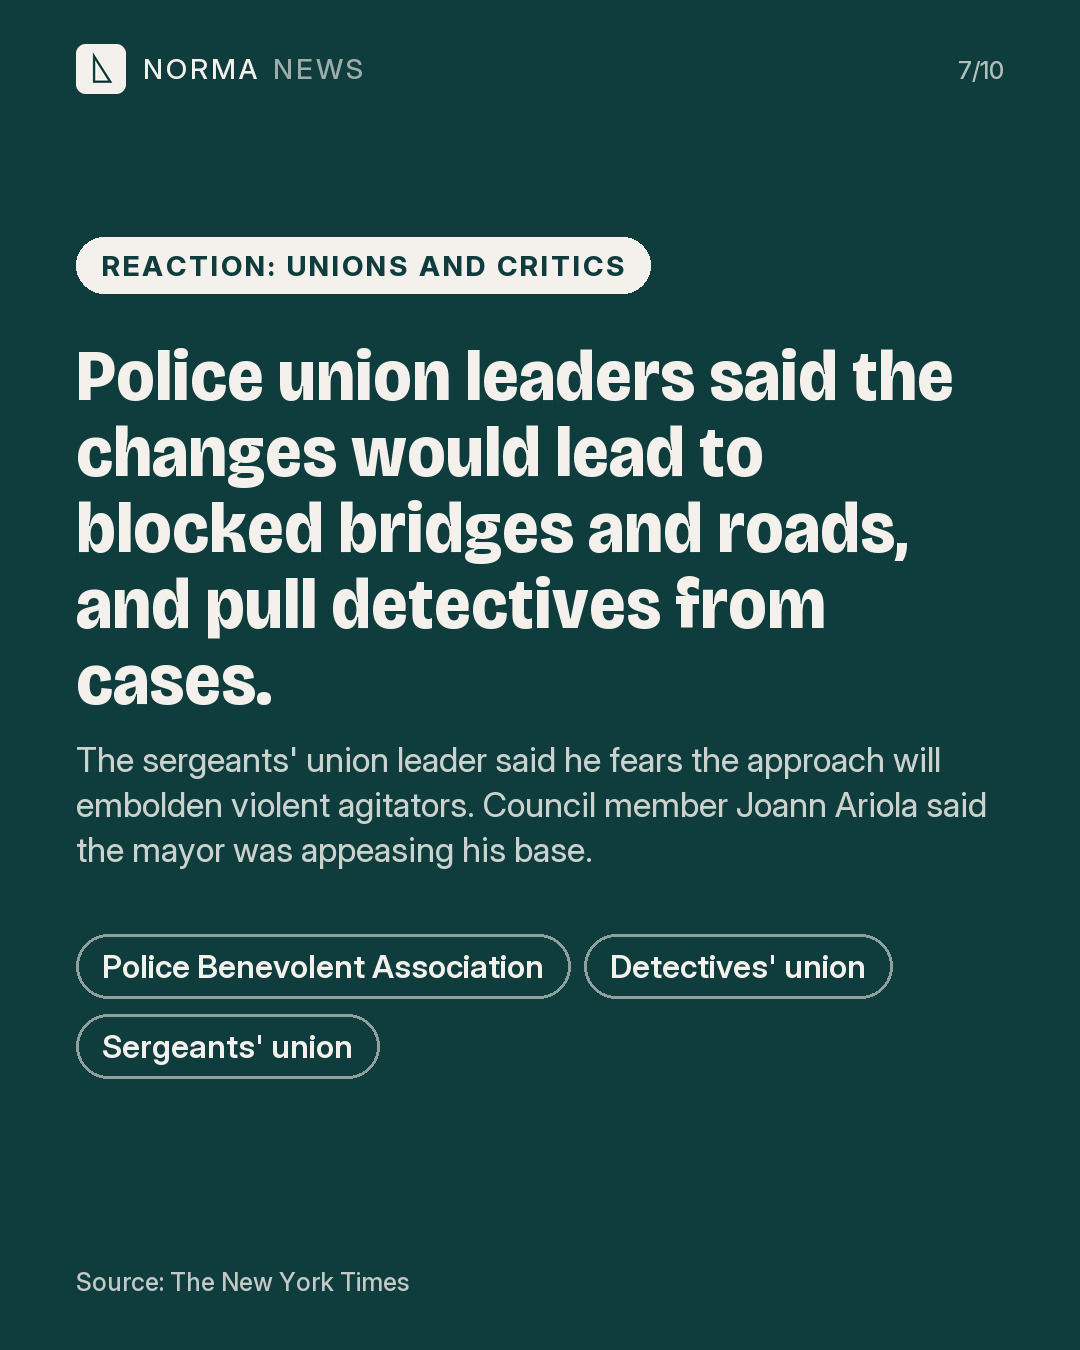 NORMA NEWS
7/10
REACTION: UNIONS AND CRITICS
Police union leaders said the
changes would lead to
blocked bridges and roads,
and pull detectives from
cases.
The sergeants' union leader said he fears the approach will
embolden violent agitators. Council member Joann Ariola said
the mayor was appeasing his base.
Police Benevolent Association
Detectives' union
Sergeants' union
Source: The New York Times